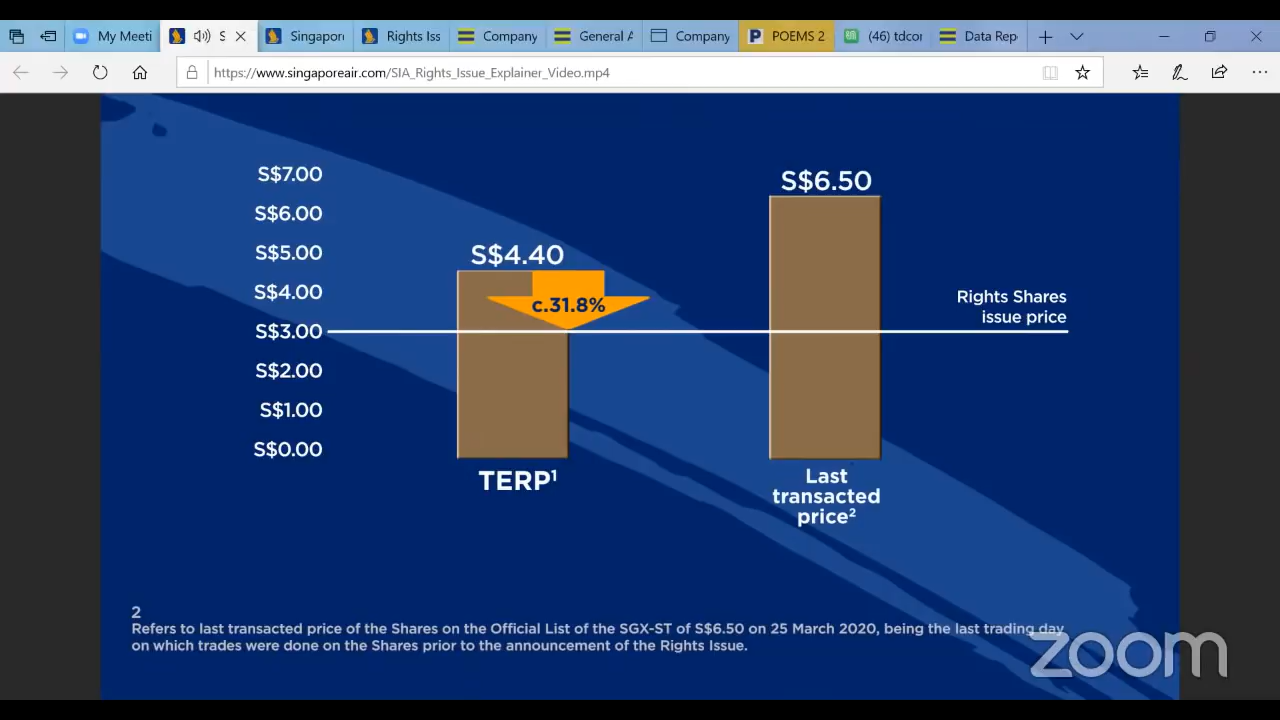 My Meeti
S
Singapor
Rights Iss
Company
General A
Company
POEMS 2
(46) tdcor
Data Rep
https://www.singaporeair.com/SIA_Rights_Issue_Explainer_Video.mp4
S$7.00
S$6.00
S$5.00
S$4.00
S$3.00
S$2.00
S$1.00
S$0.00
S$4.40
c.31.8%
S$6.50
Rights Shares
issue price
TERP¹
Last
transacted
price²
2
Refers to last transacted price of the Shares on the Official List of the SGX-ST of S$6.50 on 25 March 2020, being the last trading day
on which trades were done on the Shares prior to the announcement of the Rights Issue.
zoom